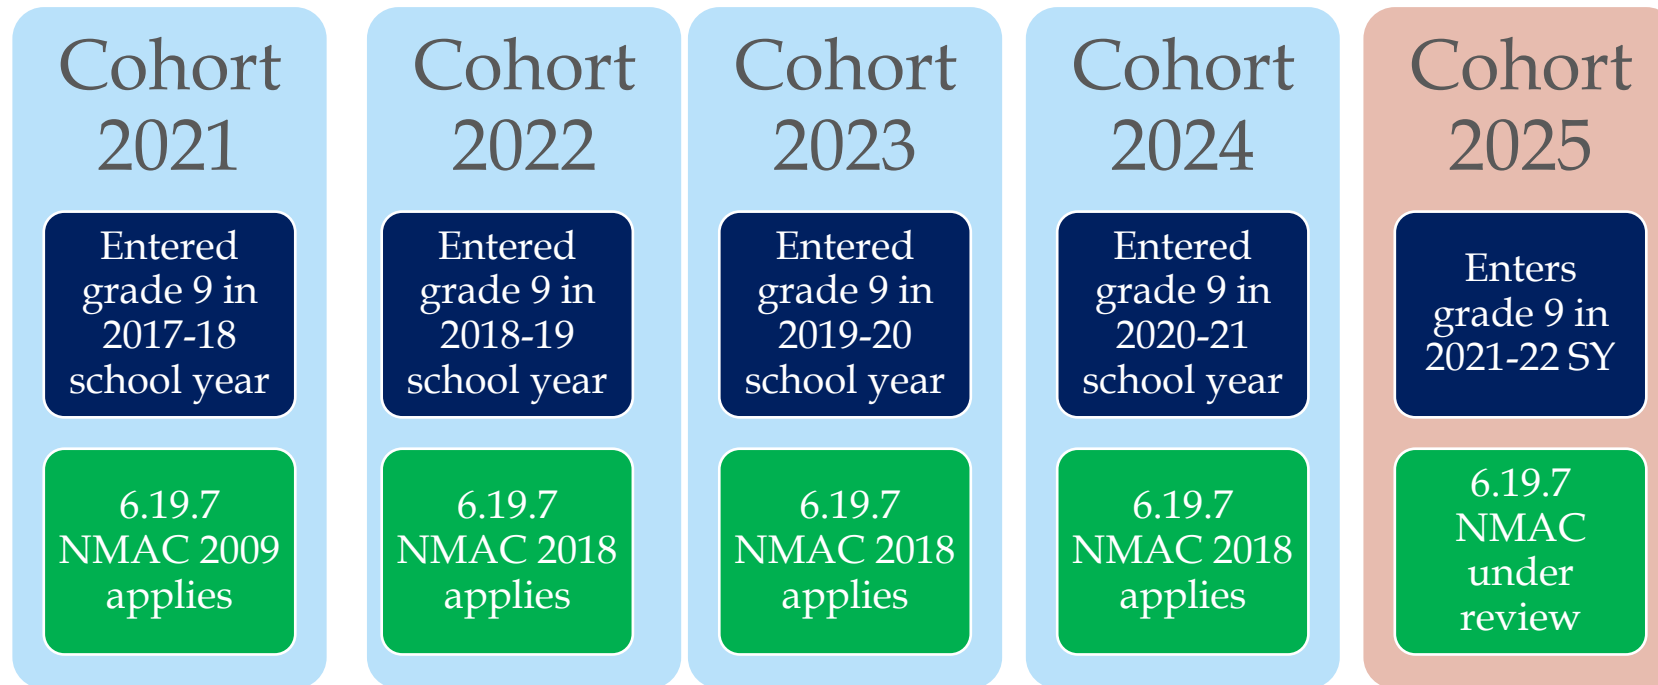 Cohort
2021
Entered
grade 9 in
2017-18
school year
6.19.7
NMAC 2009
applies
Cohort
2022
Entered
grade 9 in
2018-19
school year
6.19.7
NMAC 2018
applies
Cohort
2023
Entered
grade 9 in
2019-20
school year
6.19.7
NMAC 2018
applies
Cohort
2024
Entered
grade 9 in
2020-21
school year
6.19.7
NMAC 2018
applies
Cohort
2025
Enters
grade 9 in
2021-22 SY
6.19.7
NMAC
under
review